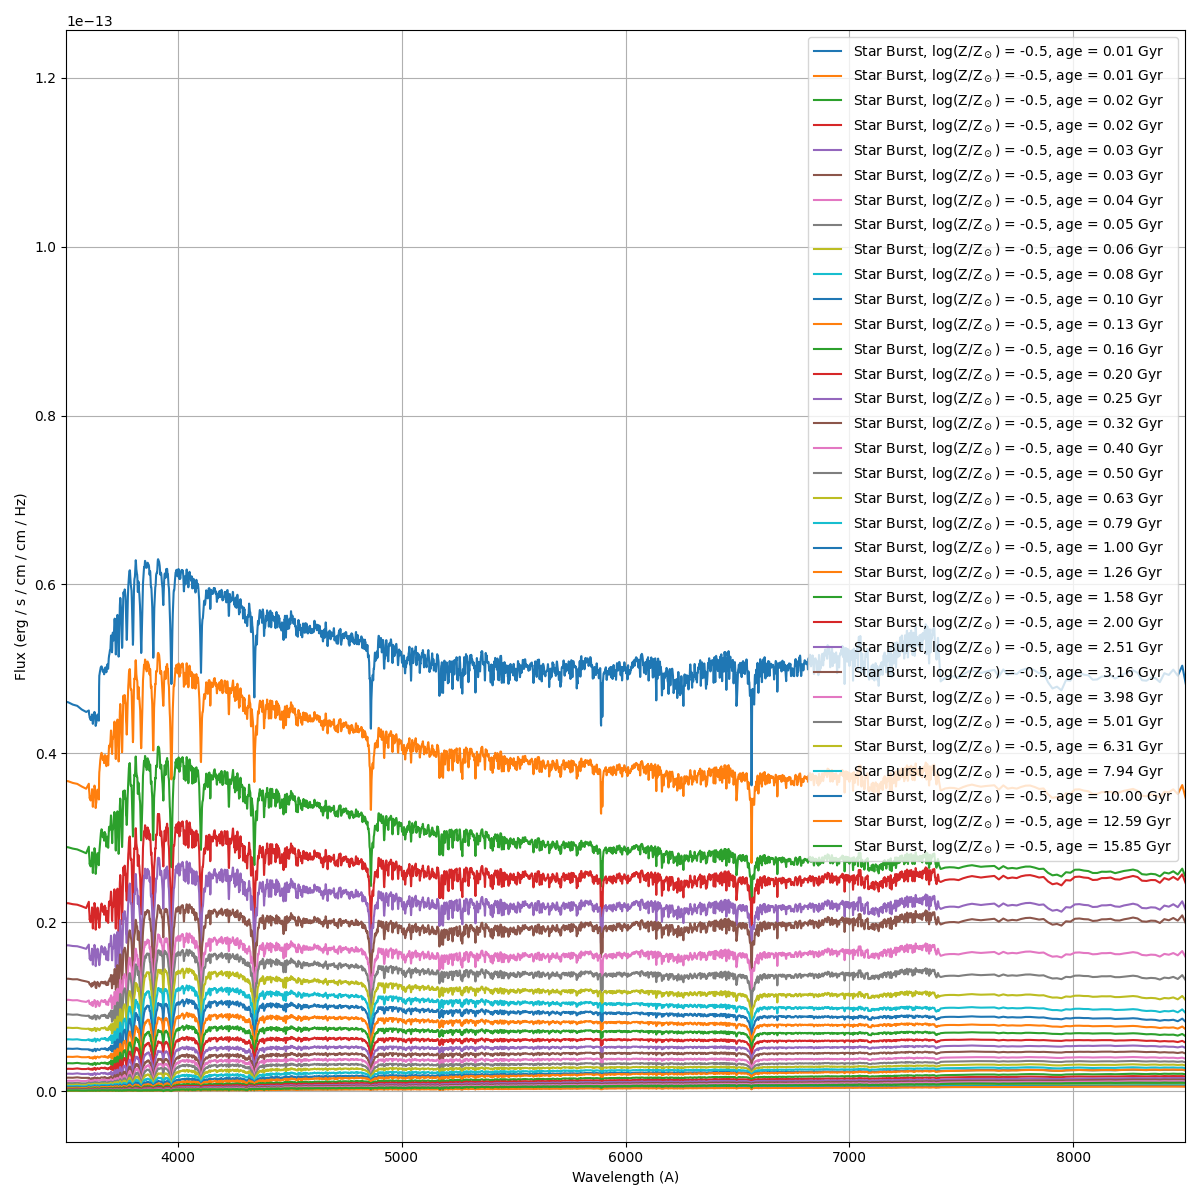 1e−13
Star Burst, log(Z/Z⊙) = -0.5, age = 0.01 Gyr
Star Burst, log(Z/Z⊙) = -0.5, age = 0.01 Gyr
Star Burst, log(Z/Z⊙) = -0.5, age = 0.02 Gyr
Star Burst, log(Z/Z⊙) = -0.5, age = 0.02 Gyr
Star Burst, log(Z/Z⊙) = -0.5, age = 0.03 Gyr
Star Burst, log(Z/Z⊙) = -0.5, age = 0.03 Gyr
Star Burst, log(Z/Z⊙) = -0.5, age = 0.04 Gyr
Star Burst, log(Z/Z⊙) = -0.5, age = 0.05 Gyr
Star Burst, log(Z/Z⊙) = -0.5, age = 0.06 Gyr
Star Burst, log(Z/Z⊙) = -0.5, age = 0.08 Gyr
Star Burst, log(Z/Z⊙) = -0.5, age = 0.10 Gyr
Star Burst, log(Z/Z⊙) = -0.5, age = 0.13 Gyr
Star Burst, log(Z/Z⊙) = -0.5, age = 0.16 Gyr
Star Burst, log(Z/Z⊙) = -0.5, age = 0.20 Gyr
Star Burst, log(Z/Z⊙) = -0.5, age = 0.25 Gyr
Star Burst, log(Z/Z⊙) = -0.5, age = 0.32 Gyr
Star Burst, log(Z/Z⊙) = -0.5, age = 0.40 Gyr
Star Burst, log(Z/Z⊙) = -0.5, age = 0.50 Gyr
Star Burst, log(Z/Z⊙) = -0.5, age = 0.63 Gyr
Star Burst, log(Z/Z⊙) = -0.5, age = 0.79 Gyr
Star Burst, log(Z/Z⊙) = -0.5, age = 1.00 Gyr
Star Burst, log(Z/Z⊙) = -0.5, age = 1.26 Gyr
Star Burst, log(Z/Z⊙) = -0.5, age = 1.58 Gyr
Star Burst, log(Z/Z⊙) = -0.5, age = 2.00 Gyr
Star Burst, log(Z/Z⊙) = -0.5, age = 2.51 Gyr
Star Burst, log(Z/Z⊙) = -0.5, age = 3.16 Gyr
Star Burst, log(Z/Z⊙) = -0.5, age = 3.98 Gyr
Star Burst, log(Z/Z⊙) = -0.5, age = 5.01 Gyr
Star Burst, log(Z/Z⊙) = -0.5, age = 6.31 Gyr
Star Burst, log(Z/Z⊙) = -0.5, age = 7.94 Gyr
Star Burst, log(Z/Z⊙) = -0.5, age = 10.00 Gyr
Star Burst, log(Z/Z⊙) = -0.5, age = 12.59 Gyr
Star Burst, log(Z/Z⊙) = -0.5, age = 15.85 Gyr
1.2
1.0
0.8
0.6
0.4
0.2
0.0
Flux (erg / s / cm / cm / Hz)
4000
5000
6000
7000
8000
Wavelength (A)